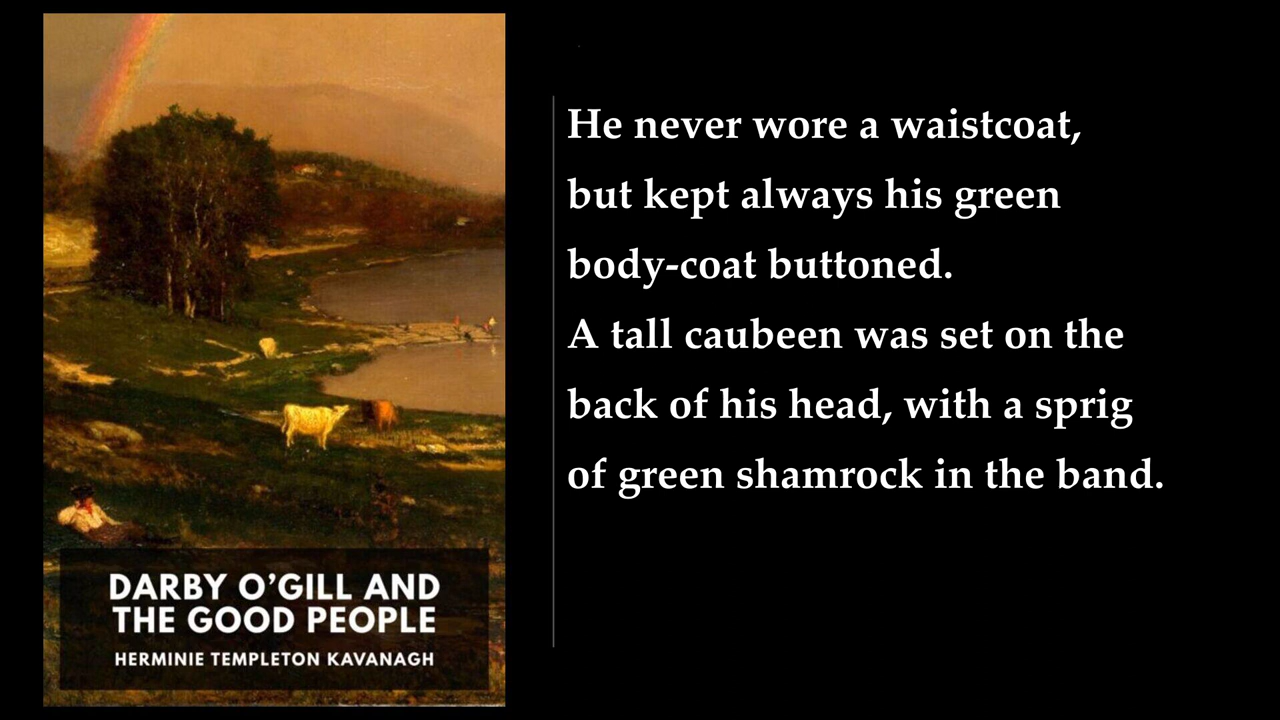 He never wore a waistcoat,
but kept always his green
body-coat buttoned.
A tall caubeen was set on the
back of his head, with a sprig
of green shamrock in the band.
DARBY O’GILL AND
THE GOOD PEOPLE
HERMINIE TEMPLETON KAVANAGH